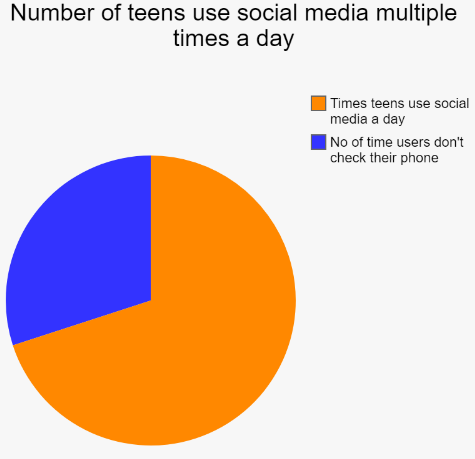 Number of teens use social media multiple
times a day
Times teens use social
media a day
No of time users don't
check their phone